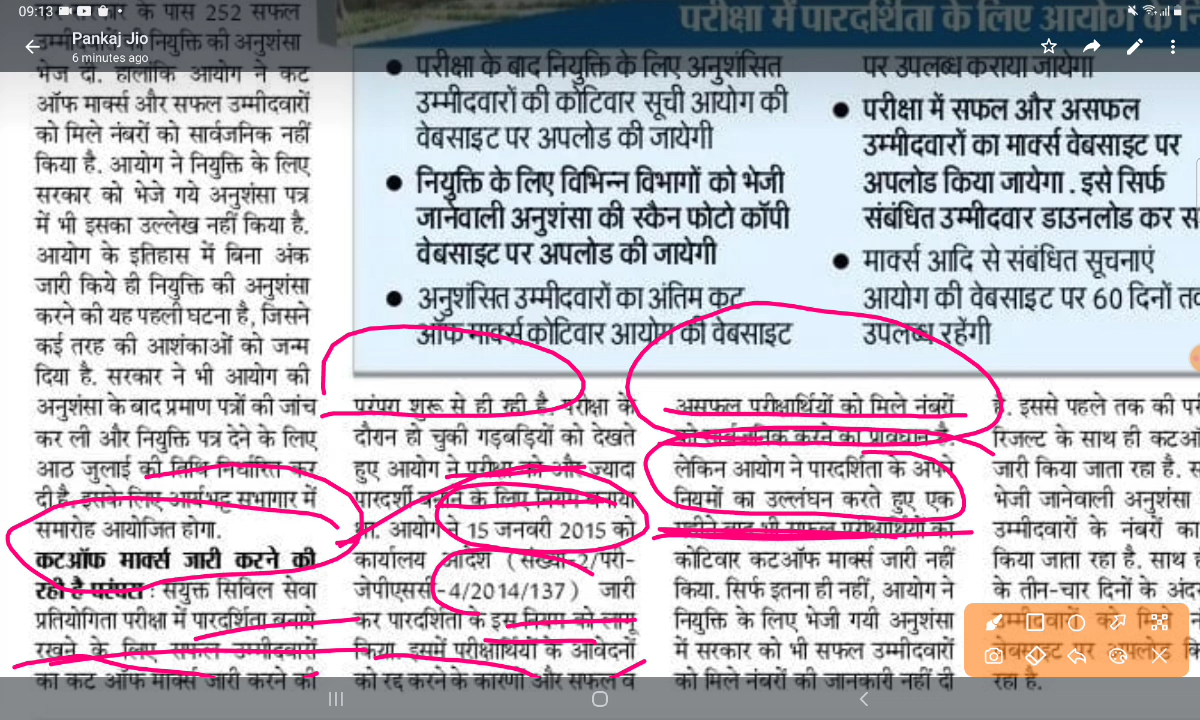 09:13
Pankaj Jio
6 minutes ago
के पास 252 सफल
नियुक्ति की अनुशंसा
भेज दी. हालांकि आयोग ने कट
ऑफ मार्क्स और सफल उम्मीदवारों
को मिले नंबरों को सार्वजनिक नहीं
किया है. आयोग ने नियुक्ति के लिए
सरकार को भेजे गये अनुशंसा पत्र
में भी इसका उल्लेख नहीं किया है.
आयोग के इतिहास में बिना अंक
जारी किये ही नियुक्ति की अनुशंसा
करने की यह पहली घटना है, जिसने
कई तरह की आशंकाओं को जन्म
दिया है. सरकार ने भी आयोग की
अनुशंसा के बाद प्रमाण पत्रों की जांच
कर ली और नियुक्ति पत्र देने के लिए
आठ जुलाई की तिथि निर्धारित कर
दी है. इसके लिए आर्यभट्ट सभागार में
समारोह आयोजित होगा.
कटऑफ मार्क्स जारी करने की
रही है परंपरा : संयुक्त सिविल सेवा
प्रतियोगिता परीक्षा में पारदर्शिता बनाये
रखने के लिए सफल उम्मीदवारों
का कट ऑफ मार्क्स जारी करने की
परीक्षा में पारदर्शिता के लिए आयोग
● परीक्षा के बाद नियुक्ति के लिए अनुशंसित
उम्मीदवारों की कोटिवार सूची आयोग की
वेबसाइट पर अपलोड की जायेगी
● नियुक्ति के लिए विभिन्न विभागों को भेजी
जानेवाली अनुशंसा की स्कैन फोटो कॉपी
वेबसाइट पर अपलोड की जायेगी
● अनुशंसित उम्मीदवारों का अंतिम कट
ऑफ मार्क्स कोटिवार आयोग की वेबसाइट
पर उपलब्ध कराया जायेगा
● परीक्षा में सफल और असफल
उम्मीदवारों का मार्क्स वेबसाइट पर
अपलोड किया जायेगा . इसे सिर्फ
संबंधित उम्मीदवार डाउनलोड कर
● मार्क्स आदि से संबंधित सूचनाएं
आयोग की वेबसाइट पर 60 दिनों
उपलब्ध रहेंगी
परंपरा शुरू से ही रही है. परीक्षा के
दौरान हो चुकी गड़बड़ियों को देखते
हुए आयोग ने परीक्षा को और ज्यादा
पारदर्शी बनाने के लिए नियम बनाया
था. आयोग ने 15 जनवरी 2015 को
कार्यालय आदेश (संख्या-2/परी-
जेपीएससी-4/2014/137) जारी
कर पारदर्शिता के इस नियम को लागू
किया. इसमें परीक्षार्थियों के आवेदनों
को रद्द करने के कारणों और सफल व
असफल परीक्षार्थियों को मिले नंबरों
को सार्वजनिक करने का प्रावधान है.
लेकिन आयोग ने पारदर्शिता के अपने
नियमों का उल्लंघन करते हुए एक
महीने बाद भी सफल परीक्षार्थियों का
कोटिवार कटऑफ मार्क्स जारी नहीं
किया. सिर्फ इतना ही नहीं, आयोग ने
नियुक्ति के लिए भेजी गयी अनुशंसा
में सरकार को भी सफल उम्मीदवारों
को मिले नंबरों की जानकारी नहीं दी
है. इससे पहले तक की
रिजल्ट के साथ ही
जारी किया जाता रहा है.
भेजी जानेवाली अनुशंसा
उम्मीदवारों के नंबरों का
किया जाता रहा है. साथ
के तीन-चार दिनों के
उम्मीदवारों को मिले
वेबसाइट पर अपलोड
रहा है.